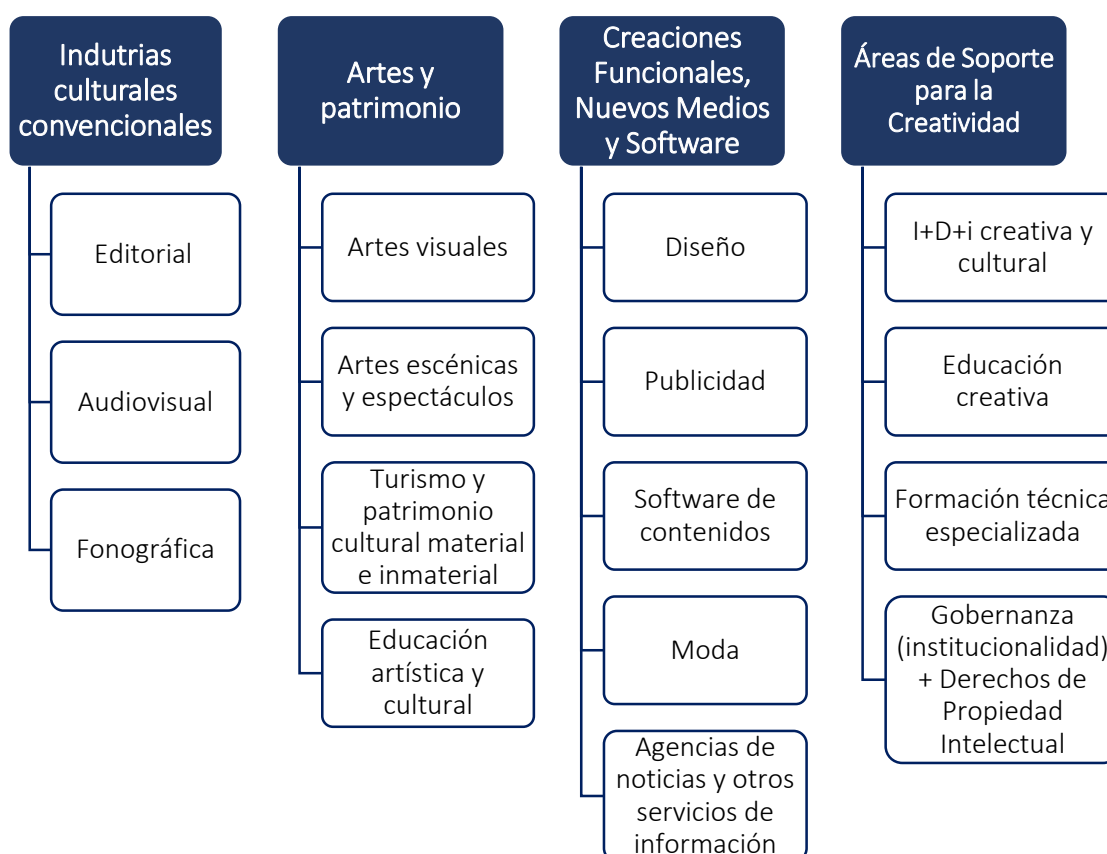 Indutrias
culturales
convencionales
Editorial
Audiovisual
Fonográfica
Artes y
patrimonio
Artes visuales
Artes escénicas
y espectáculos
Turismo y
patrimonio
cultural material
e inmaterial
Educación
artística y
cultural
Creaciones
Funcionales,
Nuevos Medios
y Software
Diseño
Publicidad
Software de
contenidos
Moda
Agencias de
noticias y otros
servicios de
información
Áreas de Soporte
para la
Creatividad
I+D+i creativa y
cultural
Educación
creativa
Formación técnica
especializada
Gobernanza
(institucionalidad)
+ Derechos de
Propiedad
Intelectual